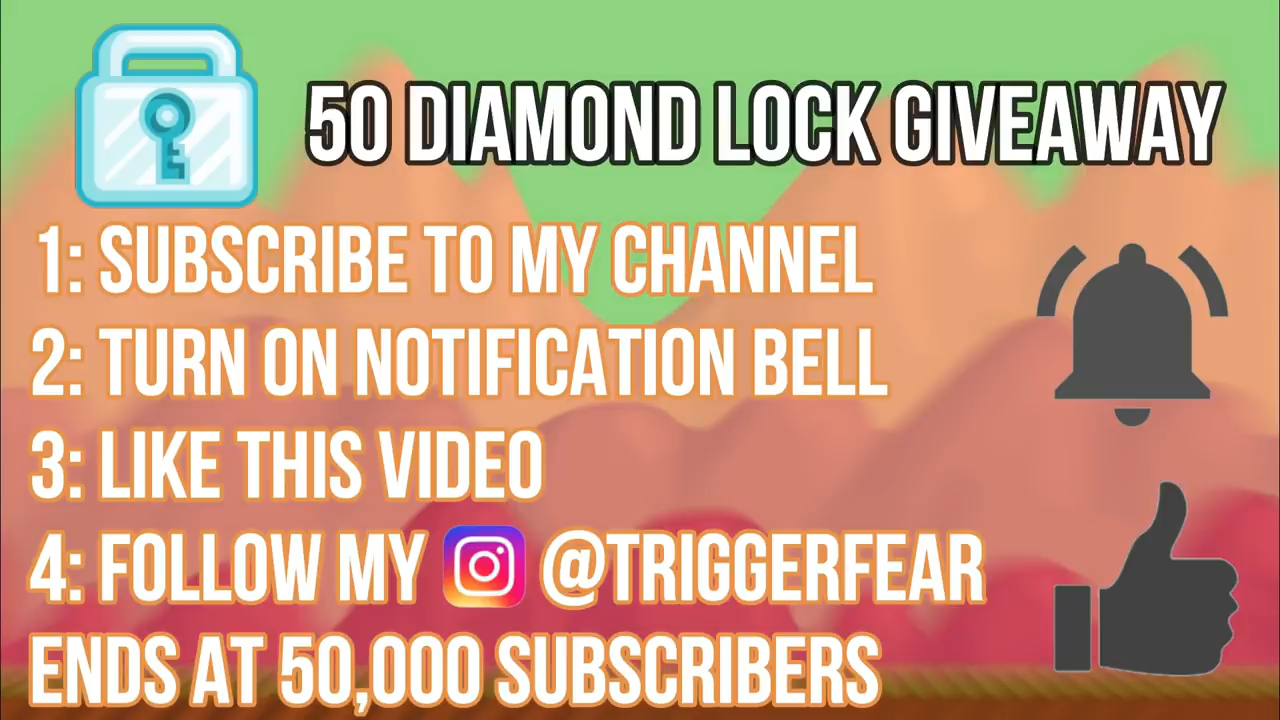 50 DIAMOND LOCK GIVEAWAY
1: SUBSCRIBE TO MY CHANNEL
2: TURN ON NOTIFICATION BELL
3: LIKE THIS VIDEO
4: FOLLOW MY @TRIGGERFEAR
ENDS AT 50,000 SUBSCRIBERS